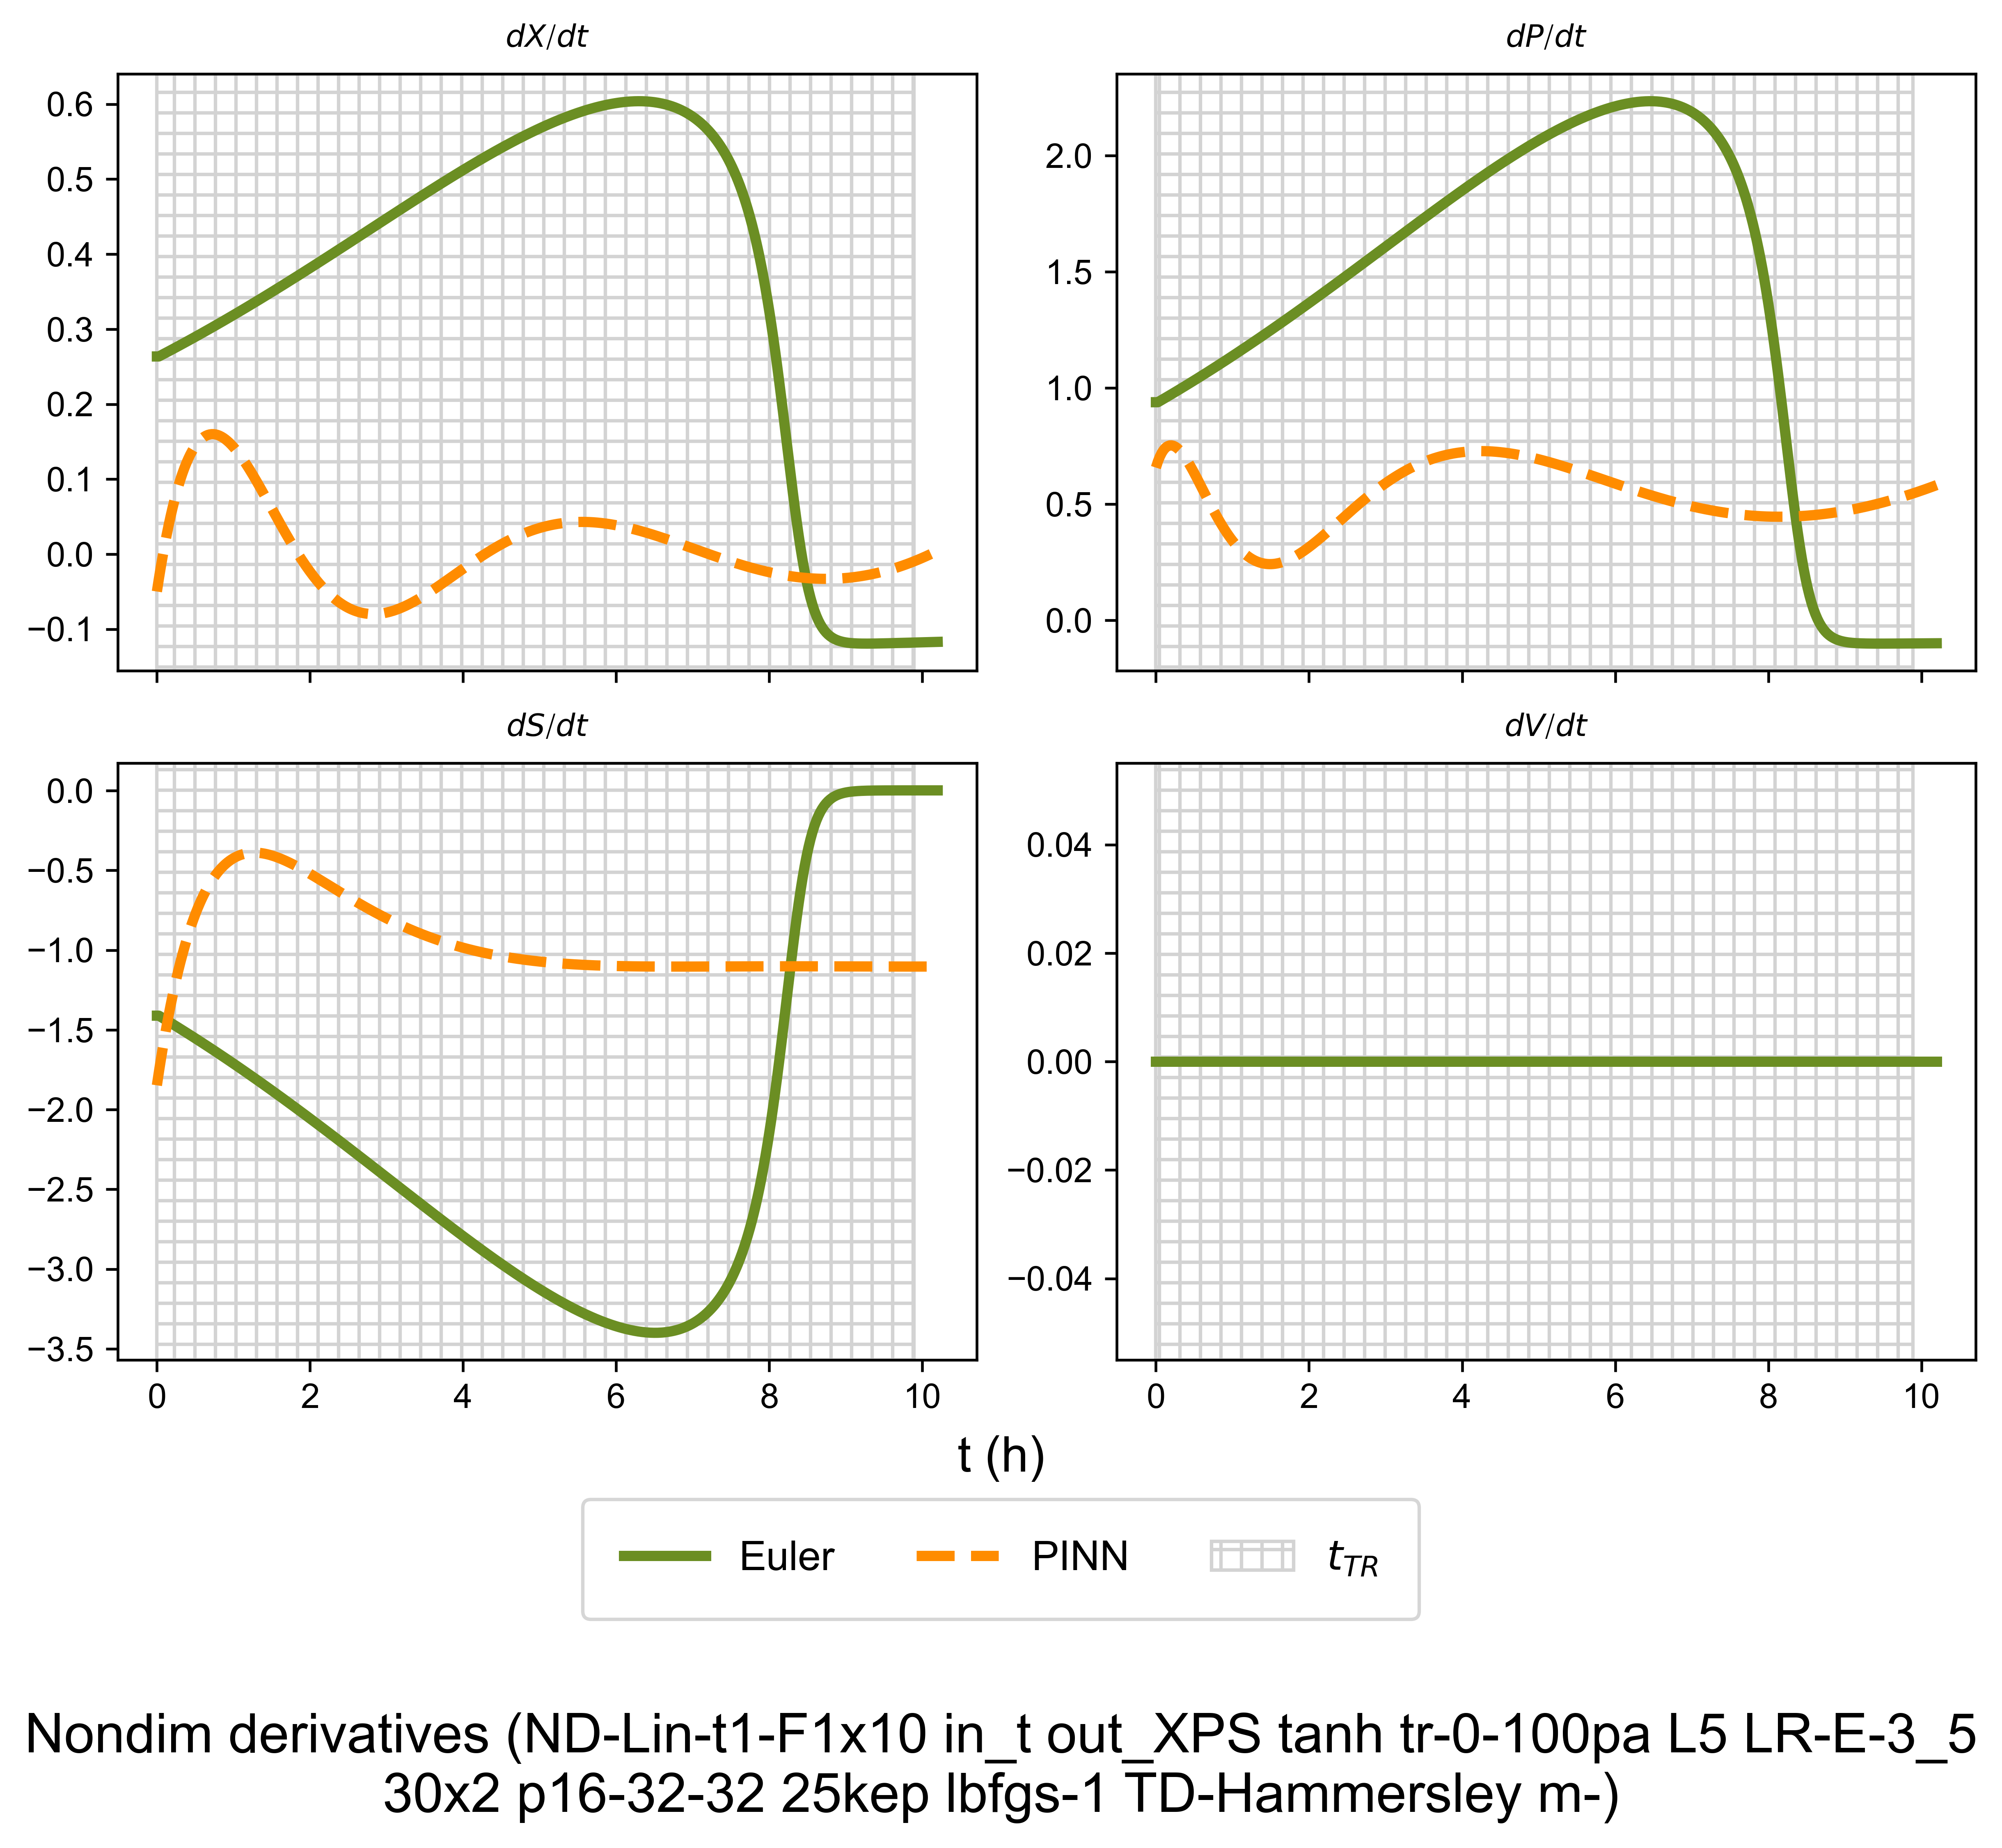 dX/dt
dP/dt
0.6
0.5
0.4
0.3
0.2
0.1
0.0
−0.1
2.0
1.5
1.0
0.5
0.0
dS/dt
dV/dt
0.0
−0.5
−1.0
−1.5
−2.0
−2.5
−3.0
−3.5
0 2 4 6 8 10
0.04
0.02
0.00
−0.02
−0.04
0 2 4 6 8 10
t (h)
Euler PINN t_TR
Nondim derivatives (ND-Lin-t1-F1x10 in_t out_XPS tanh tr-0-100pa L5 LR-E-3_5
30x2 p16-32-32 25kep lbfgs-1 TD-Hammersley m-)